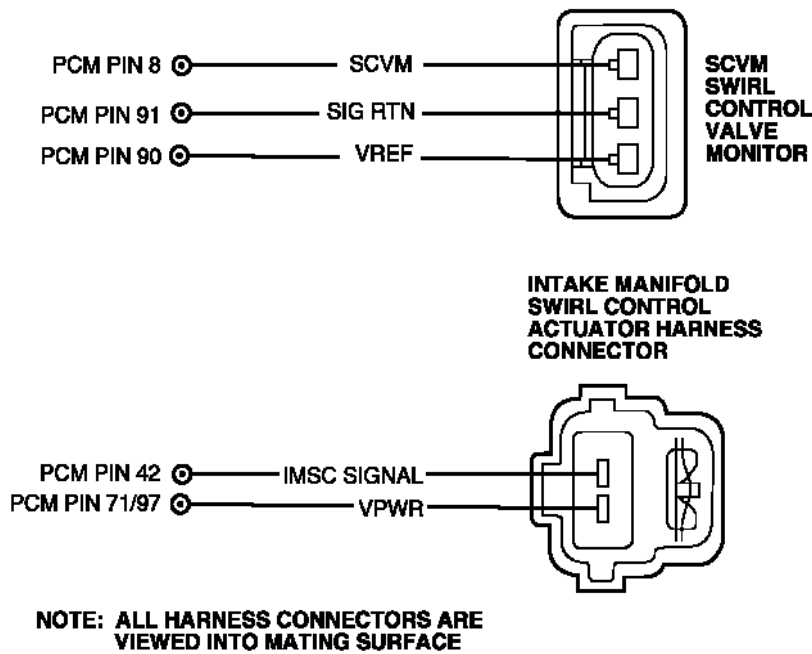 PCM PIN 8 SCVM
PCM PIN 91 SIG RTN
PCM PIN 90 VREF
SCVM
SWIRL
CONTROL
VALVE
MONITOR
INTAKE MANIFOLD
SWIRL CONTROL
ACTUATOR HARNESS
CONNECTOR
PCM PIN 42 IMSC SIGNAL
PCM PIN 71/97 VPWR
NOTE: ALL HARNESS CONNECTORS ARE
VIEWED INTO MATING SURFACE